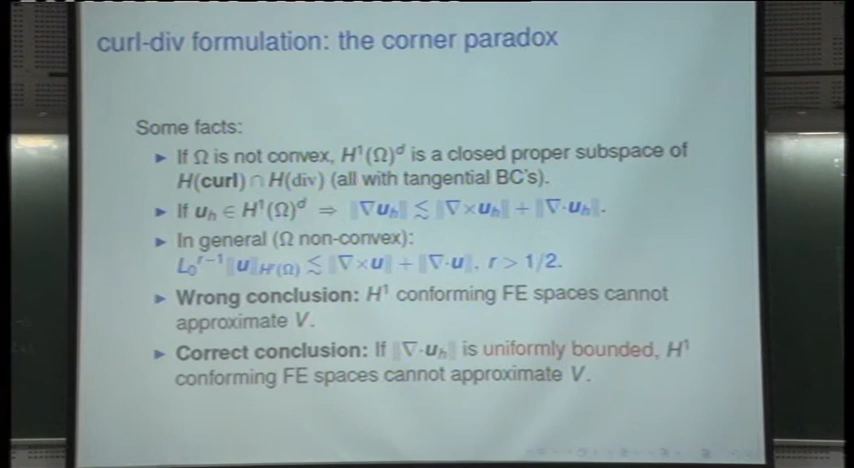 curl-div formulation: the corner paradox
Some facts:
► If Ω is not convex, H¹(Ω)ᵈ is a closed proper subspace of
H(curl) ∩ H(div) (all with tangential BC's).
► If uₕ ∈ H¹(Ω)ᵈ ⇒ ‖∇uₕ‖ ≲ ‖∇×uₕ‖ + ‖∇·uₕ‖.
► In general (Ω non-convex):
L₀ʳ⁻¹‖u‖Hʳ(Ω) ≲ ‖∇×u‖ + ‖∇·u‖, r > 1/2.
► Wrong conclusion: H¹ conforming FE spaces cannot
approximate V.
► Correct conclusion: If ‖∇·uₕ‖ is uniformly bounded, H¹
conforming FE spaces cannot approximate V.